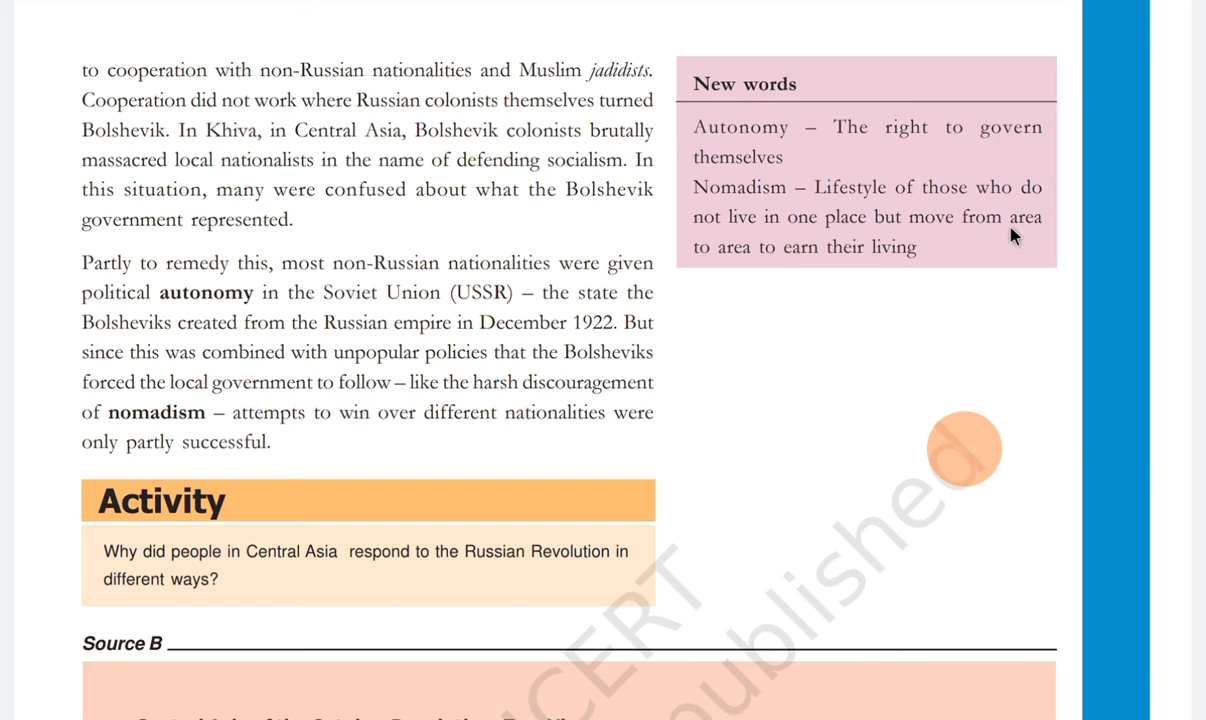 to cooperation with non-Russian nationalities and Muslim jadidists.
Cooperation did not work where Russian colonists themselves turned
Bolshevik. In Khiva, in Central Asia, Bolshevik colonists brutally
massacred local nationalists in the name of defending socialism. In
this situation, many were confused about what the Bolshevik
government represented.
Partly to remedy this, most non-Russian nationalities were given
political autonomy in the Soviet Union (USSR) – the state the
Bolsheviks created from the Russian empire in December 1922. But
since this was combined with unpopular policies that the Bolsheviks
forced the local government to follow – like the harsh discouragement
of nomadism – attempts to win over different nationalities were
only partly successful.
New words
Autonomy – The right to govern
themselves
Nomadism – Lifestyle of those who do
not live in one place but move from area
to area to earn their living
Activity
Why did people in Central Asia respond to the Russian Revolution in
different ways?
Source B